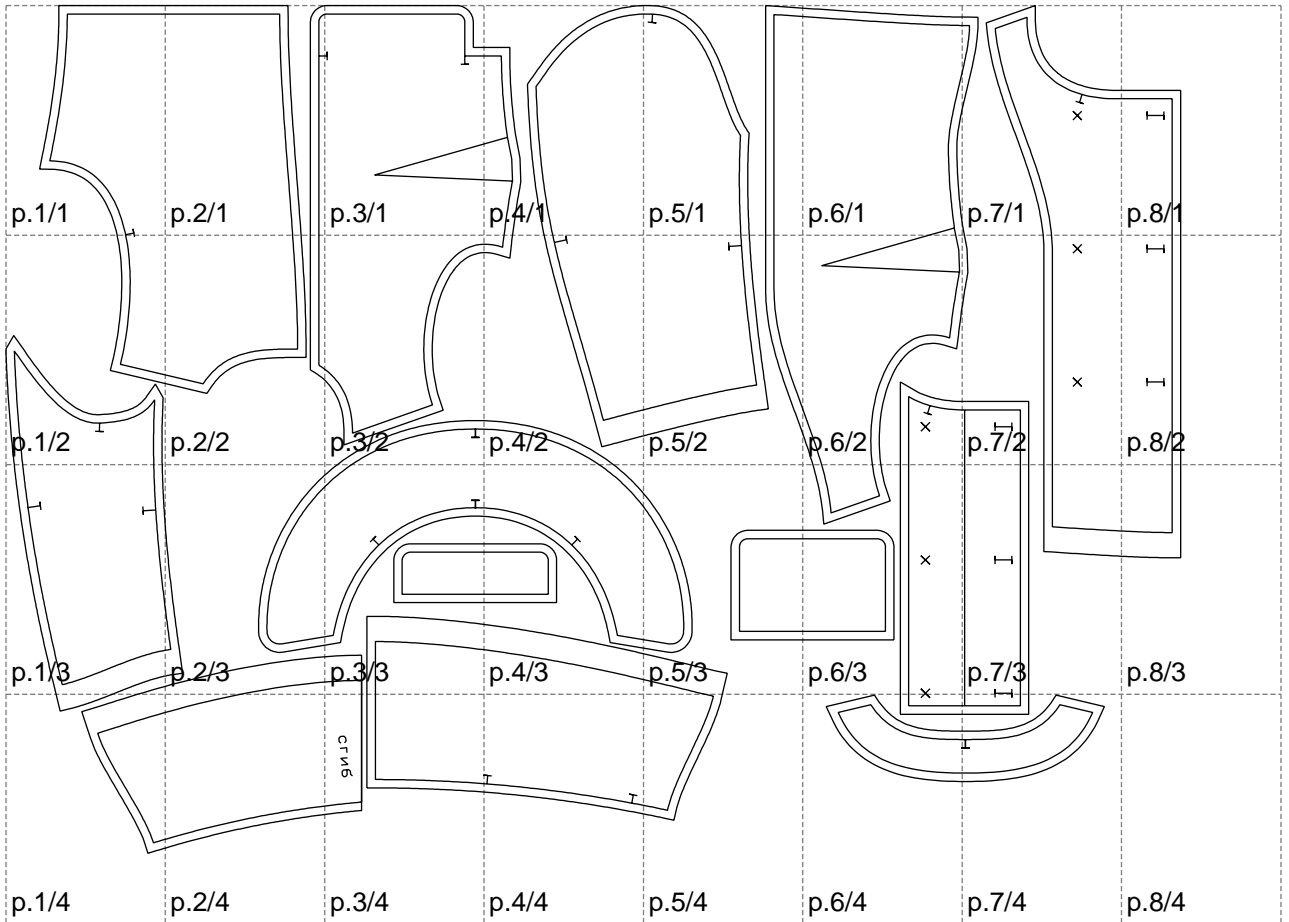 p.1/1 p.2/1 p.3/1 p.4/1 p.5/1 p.6/1 p.7/1 p.8/1
p.1/2 p.2/2 p.3/2 p.4/2 p.5/2 p.6/2 p.7/2 p.8/2
p.1/3 p.2/3 p.3/3 p.4/3 p.5/3 p.6/3 p.7/3 p.8/3
сгиб
p.1/4 p.2/4 p.3/4 p.4/4 p.5/4 p.6/4 p.7/4 p.8/4